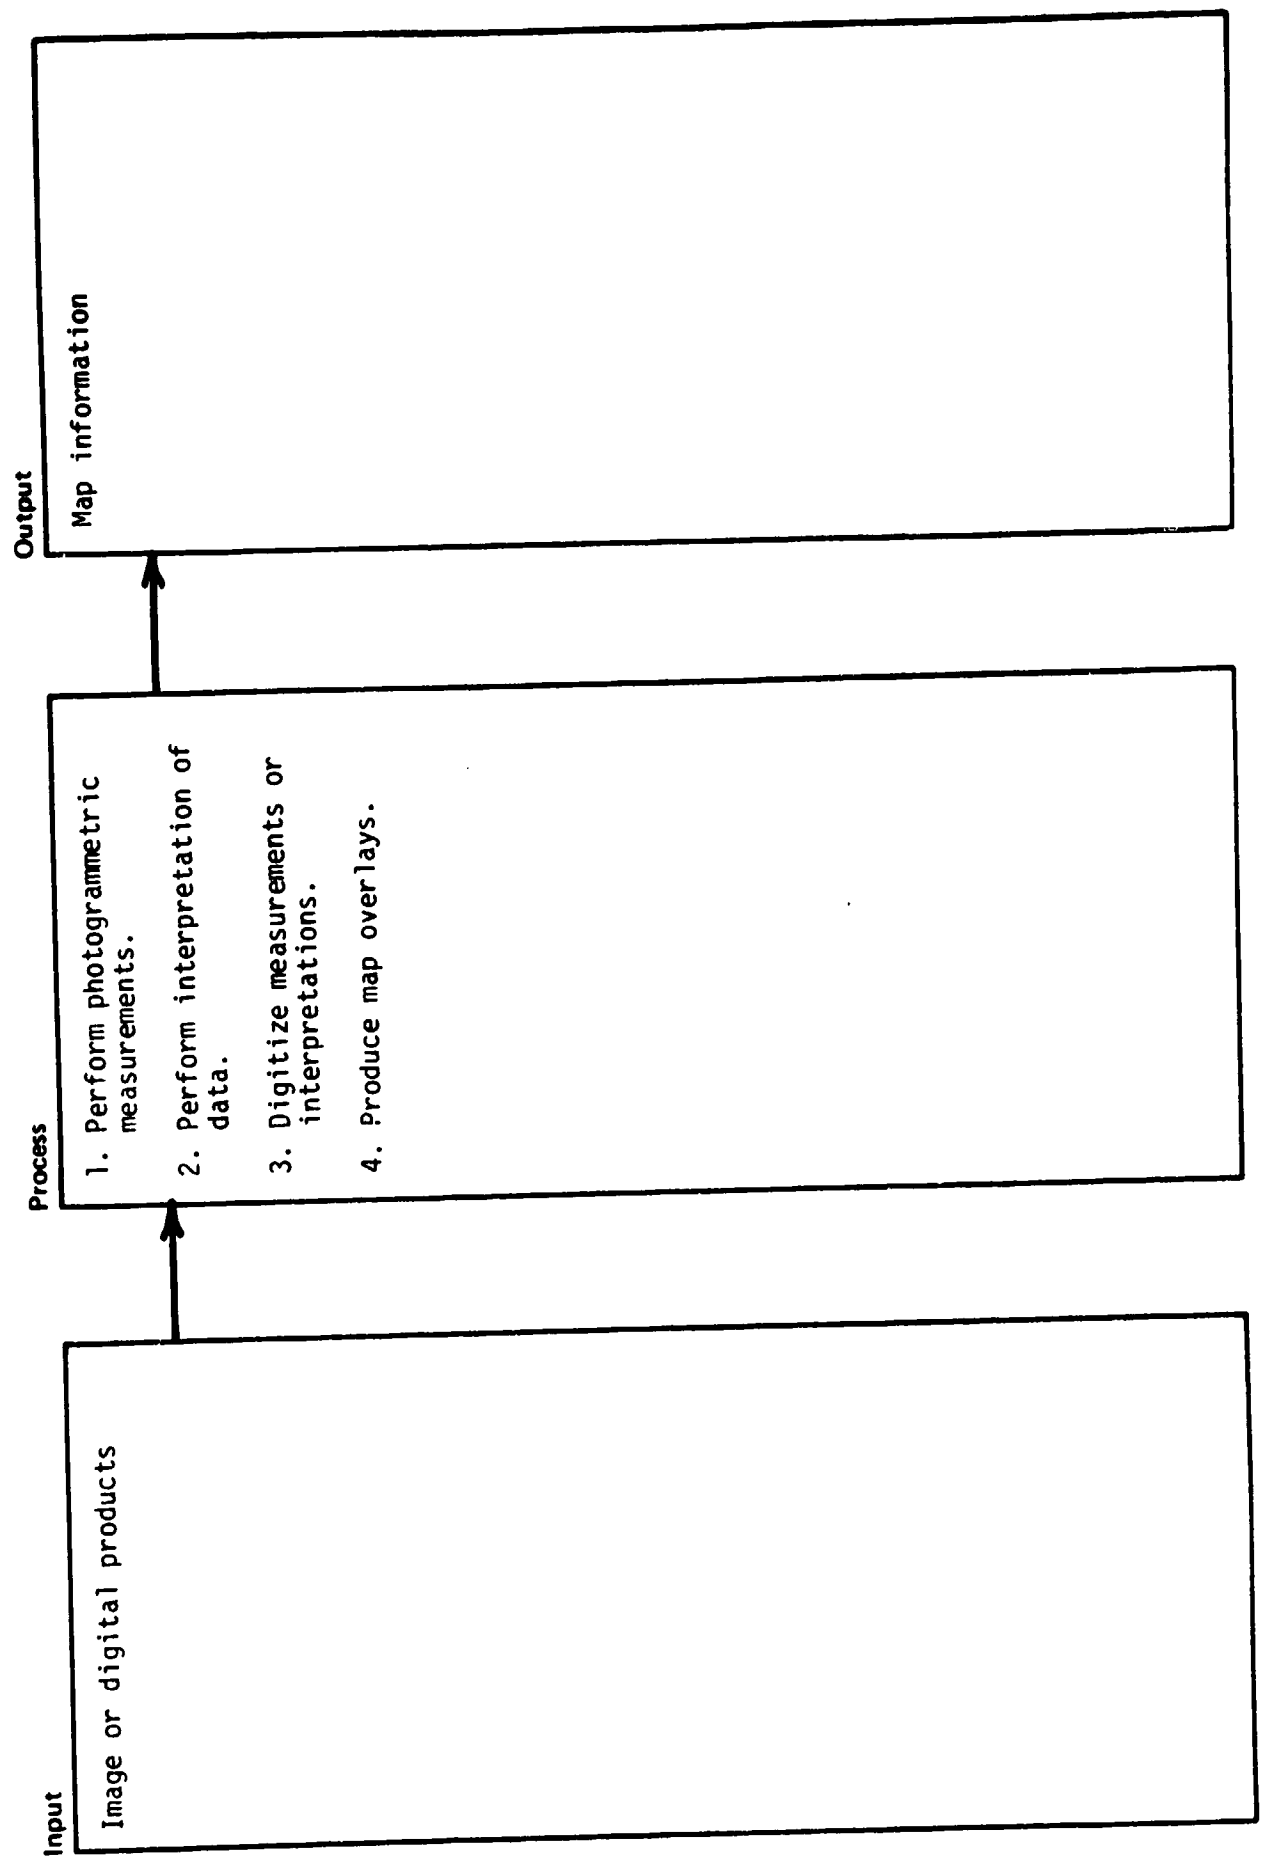 Input
Image or digital products
Process
1. Perform photogrammetric
measurements.
2. Perform interpretation of
data.
3. Digitize measurements or
interpretations.
4. Produce map overlays.
Output
Map information